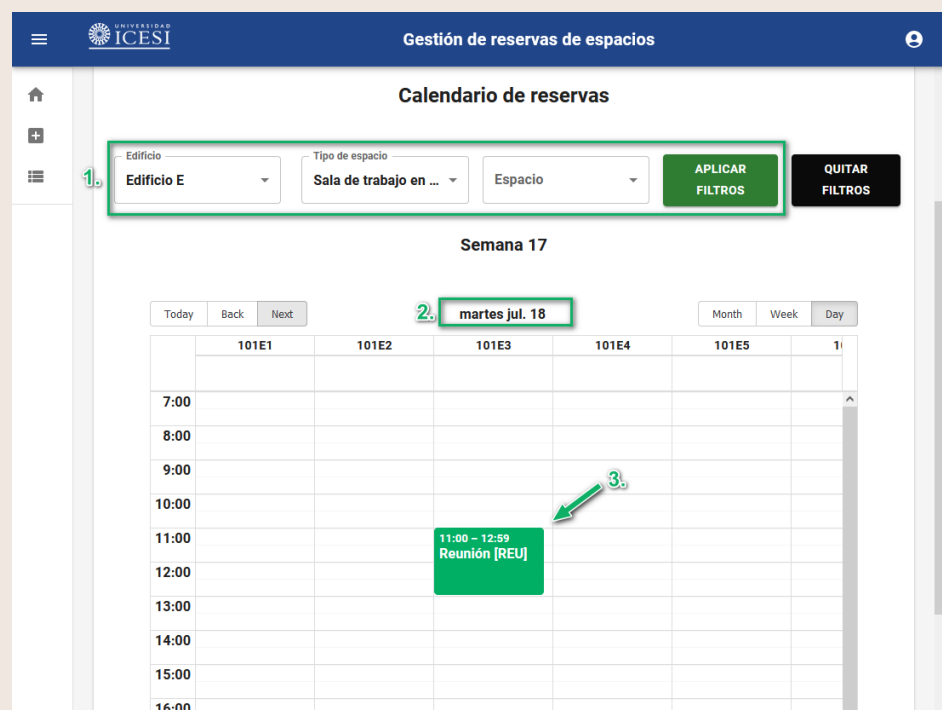 UNIVERSIDAD
ICESI
Gestión de reservas de espacios
Calendario de reservas
1.
Edificio
Edificio E
Tipo de espacio
Sala de trabajo en ...
Espacio
APLICAR
FILTROS
QUITAR
FILTROS
Semana 17
Today Back Next
2.
martes jul. 18
Month Week Day
101E1 101E2 101E3 101E4 101E5
7:00
8:00
9:00
3.
10:00
11:00
11:00 – 12:59
Reunión [REU]
12:00
13:00
14:00
15:00
16:00